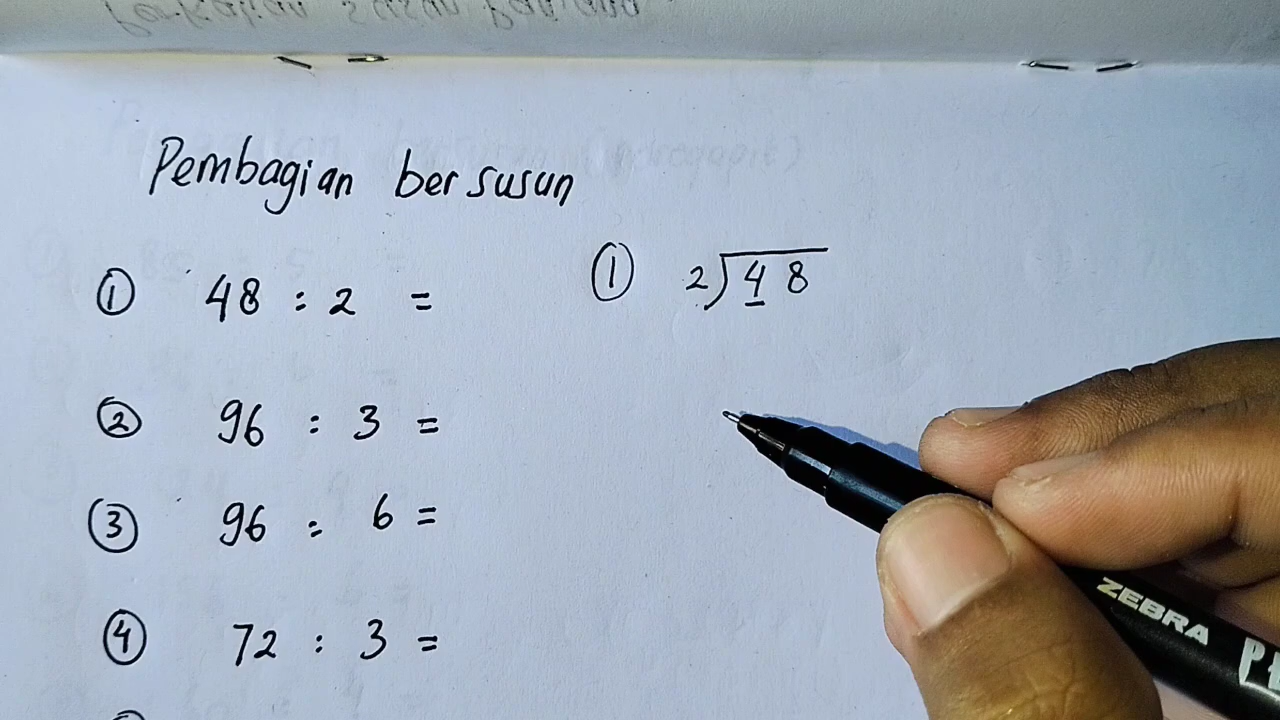 Pembagian bersusun
① 48 : 2 =
② 96 : 3 =
③ 96 : 6 =
④ 72 : 3 =
① 2 48
ZEBRA